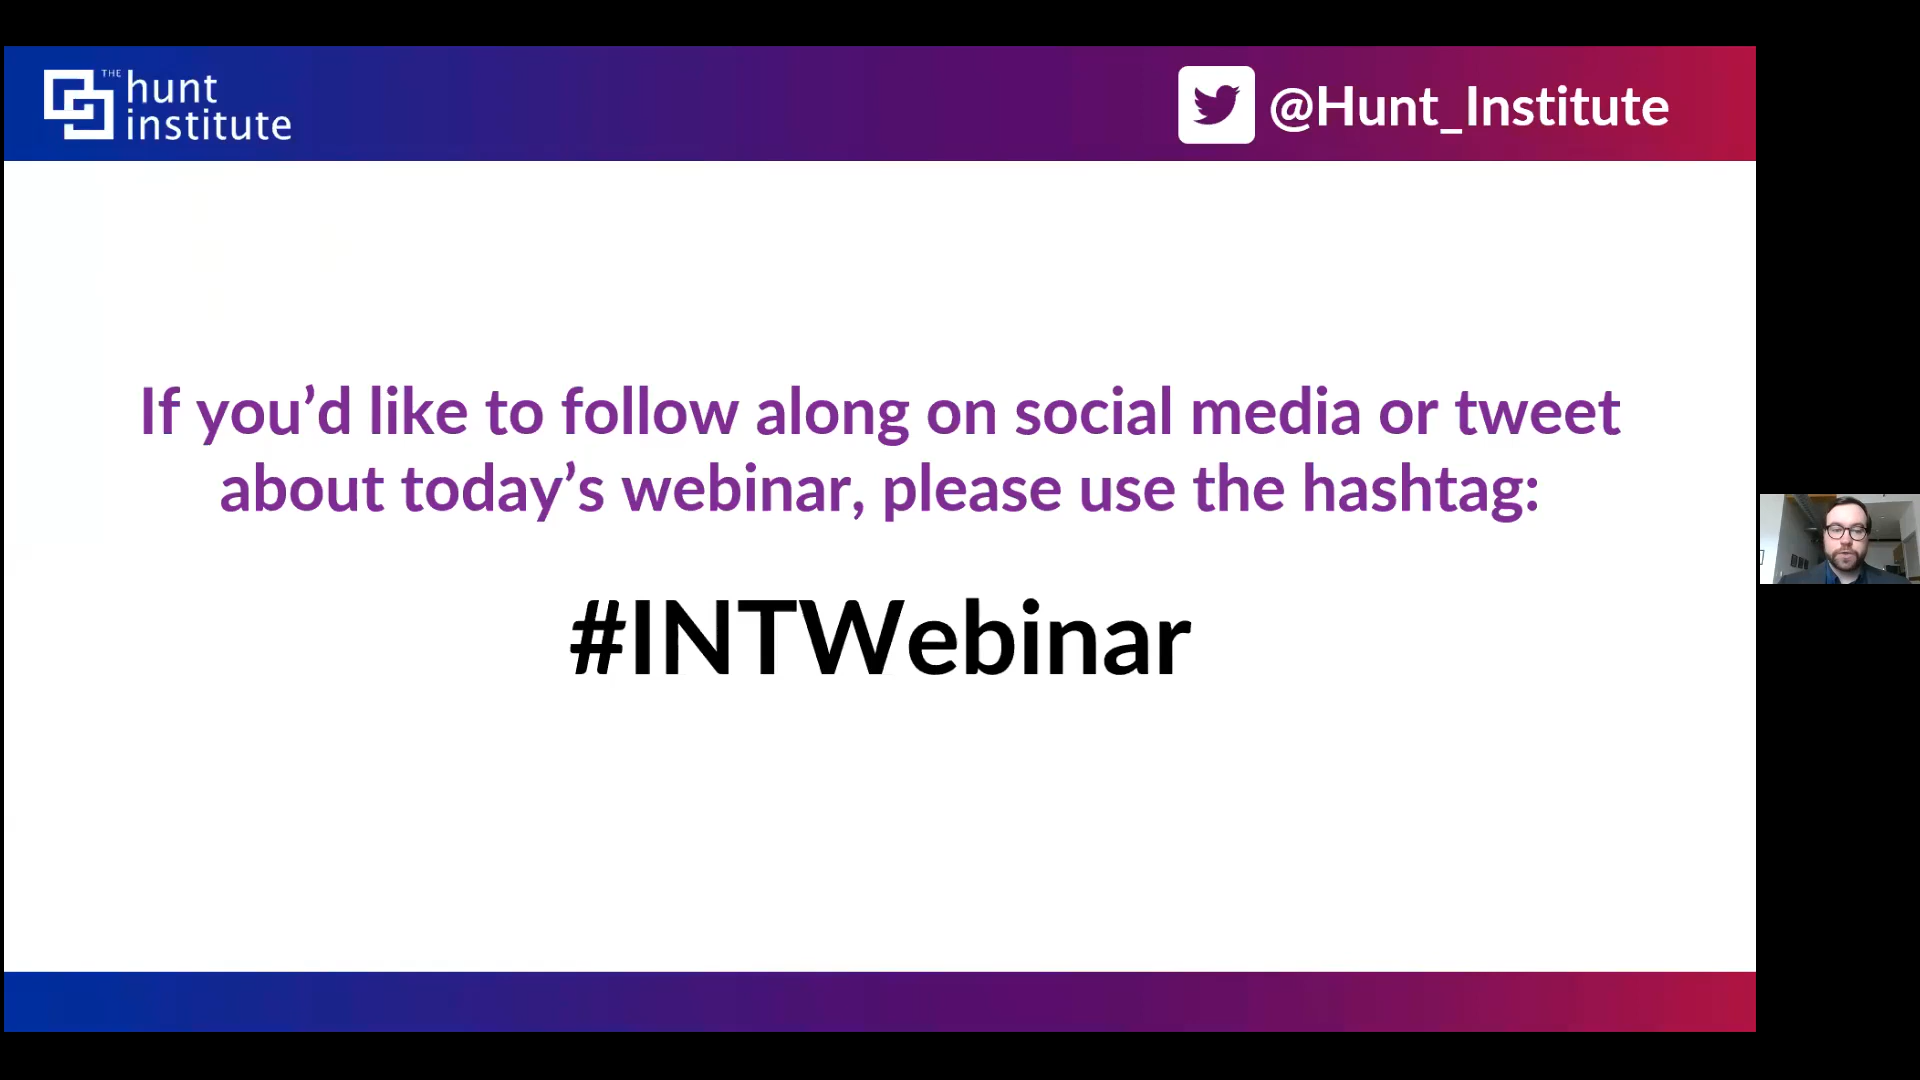 THE
hunt
institute
@Hunt_Institute
If you’d like to follow along on social media or tweet
about today’s webinar, please use the hashtag:
#INTWebinar